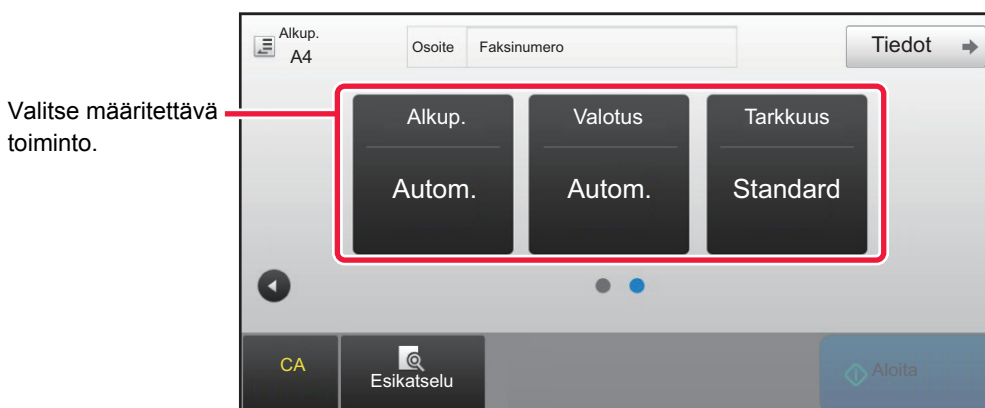 Alkup.
A4
Osoite
Faksinumero
Tiedot
Valitse määritettävä
toiminto.
Alkup.
Autom.
Valotus
Autom.
Tarkkuus
Standard
CA
Esikatselu
Aloita